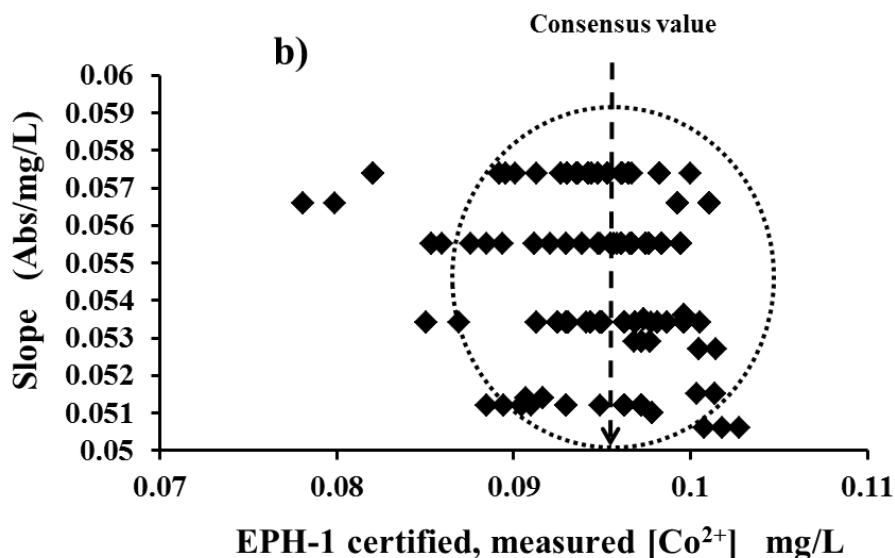 Consensus value
b)
0.06
0.059
0.058
0.057
0.056
0.055
0.054
0.053
0.052
0.051
0.05
Slope (Abs/mg/L)
0.07 0.08 0.09 0.1 0.11
EPH-1 certified, measured [Co²⁺] mg/L